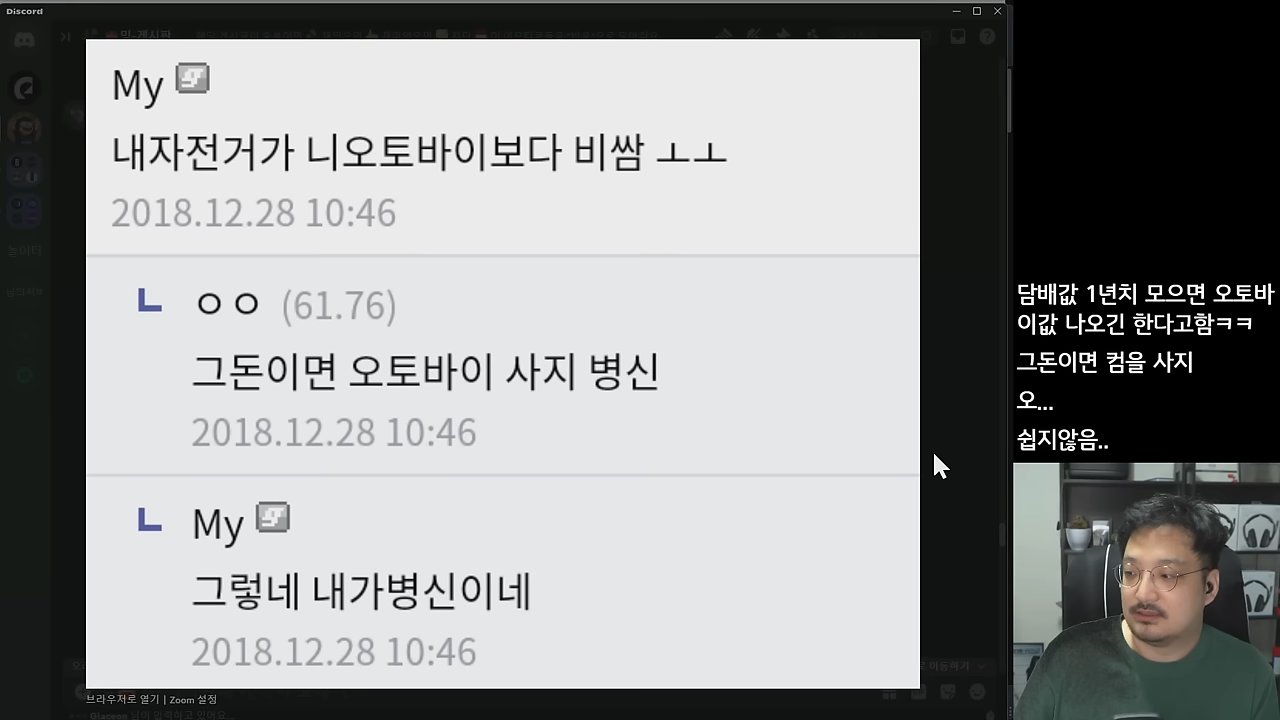 Discord
My
내자전거가 니오토바이보다 비쌈 ㅗㅗ
2018.12.28 10:46
ㅇㅇ (61.76)
그돈이면 오토바이 사지 병신
2018.12.28 10:46
My
그렇네 내가병신이네
2018.12.28 10:46
브라우저로 열기 | Zoom 설정
담배값 1년치 모으면 오토바
이값 나오긴 한다고함ㅋㅋ
그돈이면 컴을 사지
오...
쉽지않음..